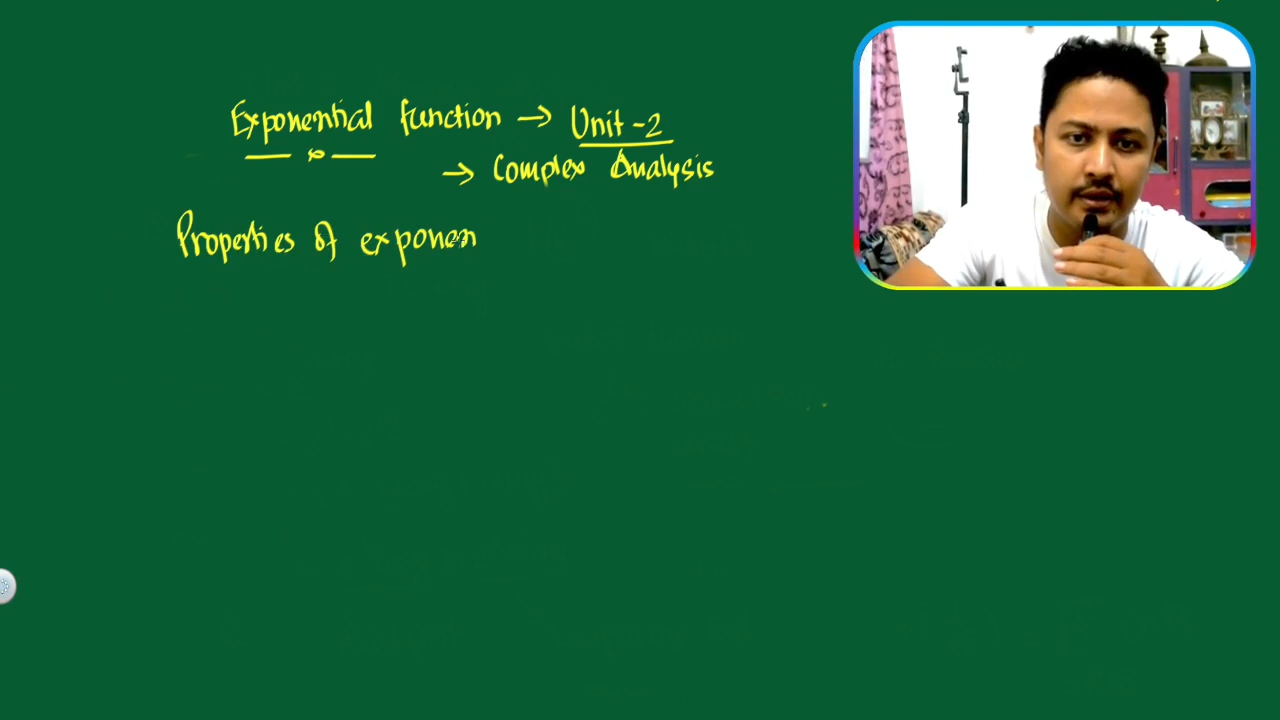 Exponential function → Unit-2
→ Complex Analysis
Properties of exponen